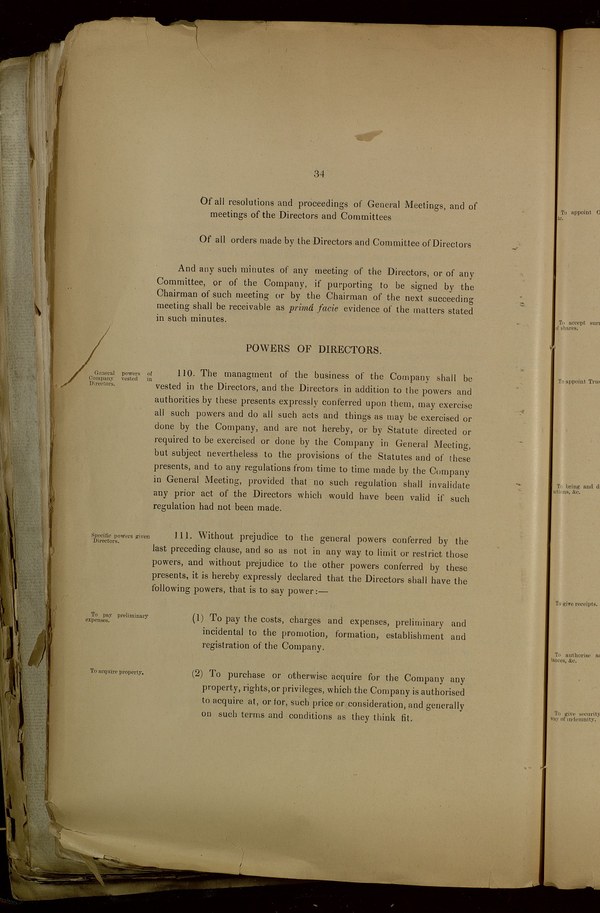 34
Of all resolutions and proceedings of General Meetings, and of
meetings of the Directors and Committees
Of all orders made by the Directors and Committee of Directors
And any such minutes of any meeting of the Directors, or of any
Committee, or of the Company, if purporting to be signed by the
Chairman of such meeting or by the Chairman of the next succeeding
meeting shall be receivable as primâ facie evidence of the matters stated
in such minutes.
POWERS OF DIRECTORS.
General powers of
Company vested in
Directors.
110. The managment of the business of the Company shall be
vested in the Directors, and the Directors in addition to the powers and
authorities by these presents expressly conferred upon them, may exercise
all such powers and do all such acts and things as may be exercised or
done by the Company, and are not hereby, or by Statute directed or
required to be exercised or done by the Company in General Meeting,
but subject nevertheless to the provisions of the Statutes and of these
presents, and to any regulations from time to time made by the Company
in General Meeting, provided that no such regulation shall invalidate
any prior act of the Directors which would have been valid if such
regulation had not been made.
Specific powers given
Directors.
111. Without prejudice to the general powers conferred by the
last preceding clause, and so as not in any way to limit or restrict those
powers, and without prejudice to the other powers conferred by these
presents, it is hereby expressly declared that the Directors shall have the
following powers, that is to say power:—
To pay preliminary
expenses.
(1) To pay the costs, charges and expenses, preliminary and
incidental to the promotion, formation, establishment and
registration of the Company.
To acquire property.
(2) To purchase or otherwise acquire for the Company any
property, rights, or privileges, which the Company is authorised
to acquire at, or for, such price or consideration, and generally
on such terms and conditions as they think fit.
To appoint
To accept
shares.
To appoint
To bring and
&c.
To give receipts.
To authorise
&c.
To give security
of indemnity.